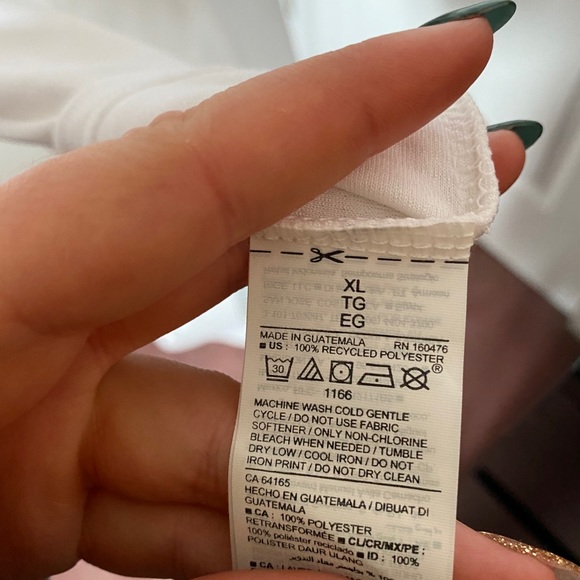 XL
TG
EG
MADE IN GUATEMALA RN 160476
■ US: 100% RECYCLED POLYESTER
30 ®
1166
MACHINE WASH COLD GENTLE
CYCLE / DO NOT USE FABRIC
SOFTENER / ONLY NON-CHLORINE
BLEACH WHEN NEEDED / TUMBLE
DRY LOW / COOL IRON / DO NOT
IRON PRINT / DO NOT DRY CLEAN
CA 64165
HECHO EN GUATEMALA / DIBUAT DI
GUATEMALA
■ CA: 100% POLYESTER
RETRANSFORMÉE ■ CL/CR/MX/PE:
100% poliéster reciclado ■ ID: 100%
POLISTER DAUR ULANG